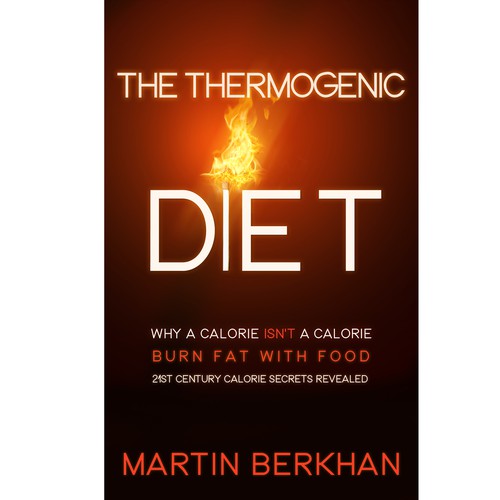 THE THERMOGENIC
DIET
WHY A CALORIE ISN'T A CALORIE
BURN FAT WITH FOOD
21ST CENTURY CALORIE SECRETS REVEALED
MARTIN BERKHAN